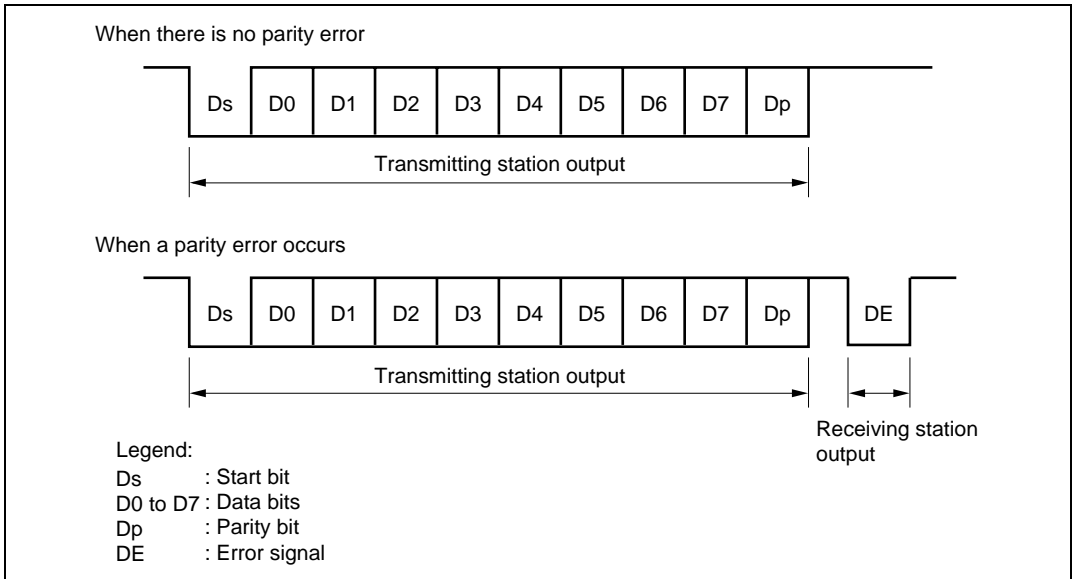 When there is no parity error
Ds D0 D1 D2 D3 D4 D5 D6 D7 Dp
Transmitting station output
When a parity error occurs
Ds D0 D1 D2 D3 D4 D5 D6 D7 Dp DE
Transmitting station output
Receiving station
output
Legend:
Ds : Start bit
D0 to D7 : Data bits
Dp : Parity bit
DE : Error signal